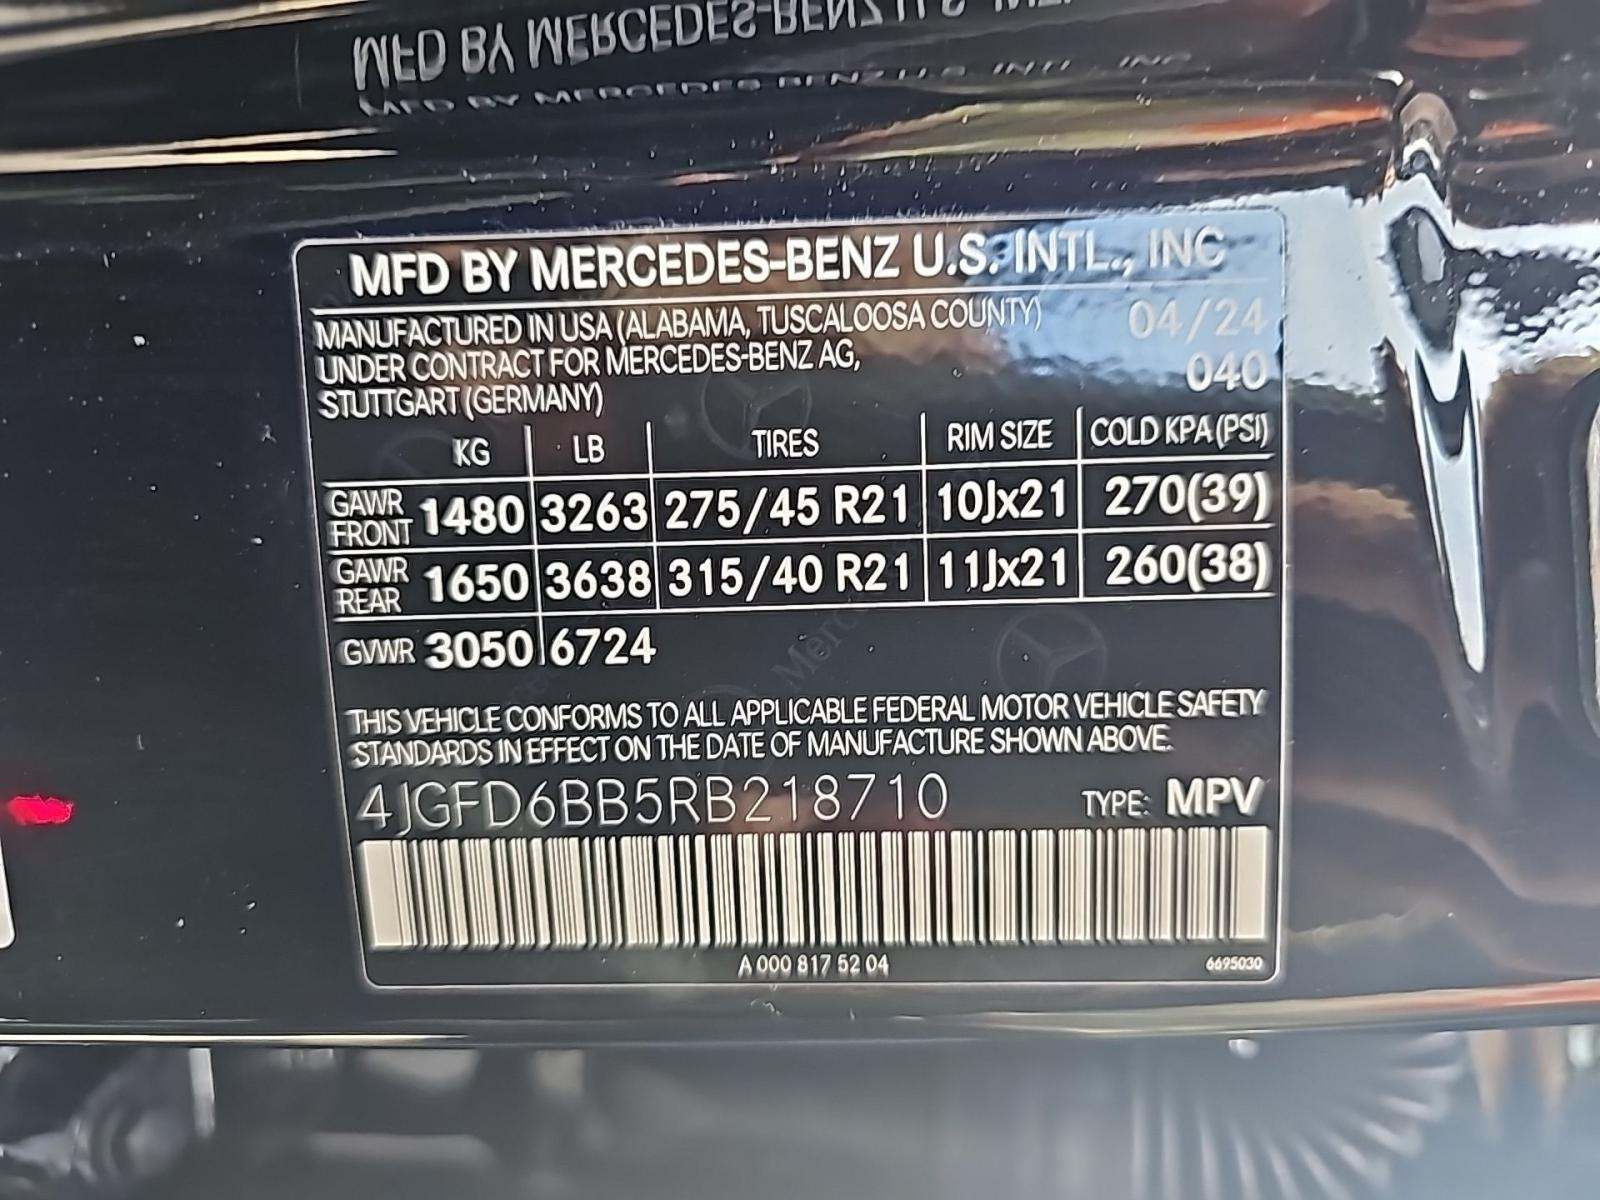 MFD BY MERCEDES-BENZ U.S. INTL., INC
MANUFACTURED IN USA (ALABAMA, TUSCALOOSA COUNTY) 04/24
UNDER CONTRACT FOR MERCEDES-BENZ AG, 040
STUTTGART (GERMANY)
KG LB TIRES RIM SIZE COLD KPA (PSI)
GAWR FRONT 1480 3263 275/45 R21 10Jx21 270(39)
GAWR REAR 1650 3638 315/40 R21 11Jx21 260(38)
GVWR 3050 6724
THIS VEHICLE CONFORMS TO ALL APPLICABLE FEDERAL MOTOR VEHICLE SAFETY
STANDARDS IN EFFECT ON THE DATE OF MANUFACTURE SHOWN ABOVE.
4JGFD6BB5RB218710 TYPE: MPV
A 000 817 52 04 6695030